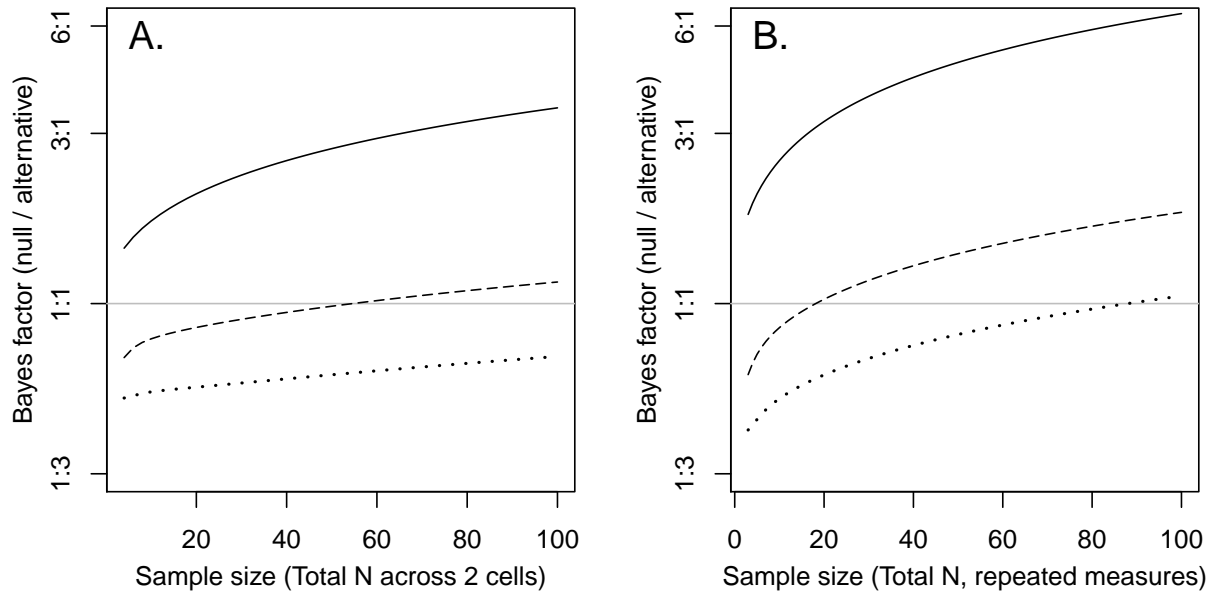 A.
Bayes factor (null / alternative)
6:1
3:1
1:1
1:3
20 40 60 80 100
Sample size (Total N across 2 cells)
B.
Bayes factor (null / alternative)
6:1
3:1
1:1
1:3
0 20 40 60 80 100
Sample size (Total N, repeated measures)